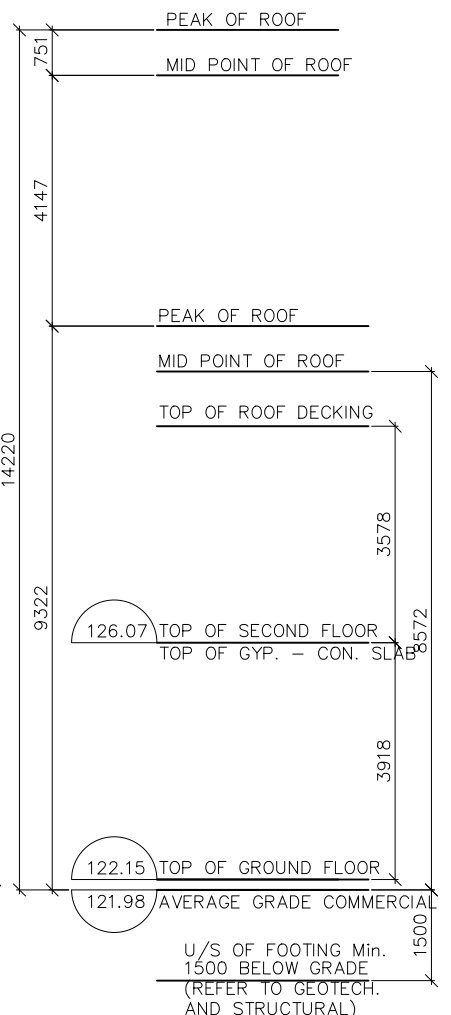 PEAK OF ROOF
751
MID POINT OF ROOF
4147
PEAK OF ROOF
MID POINT OF ROOF
TOP OF ROOF DECKING
14220
3578
9322
8572
126.07 TOP OF SECOND FLOOR
TOP OF GYP. – CON. SLAB
3918
122.15 TOP OF GROUND FLOOR
121.98 AVERAGE GRADE COMMERCIAL
1500
U/S OF FOOTING Min.
1500 BELOW GRADE
(REFER TO GEOTECH.
AND STRUCTURAL)